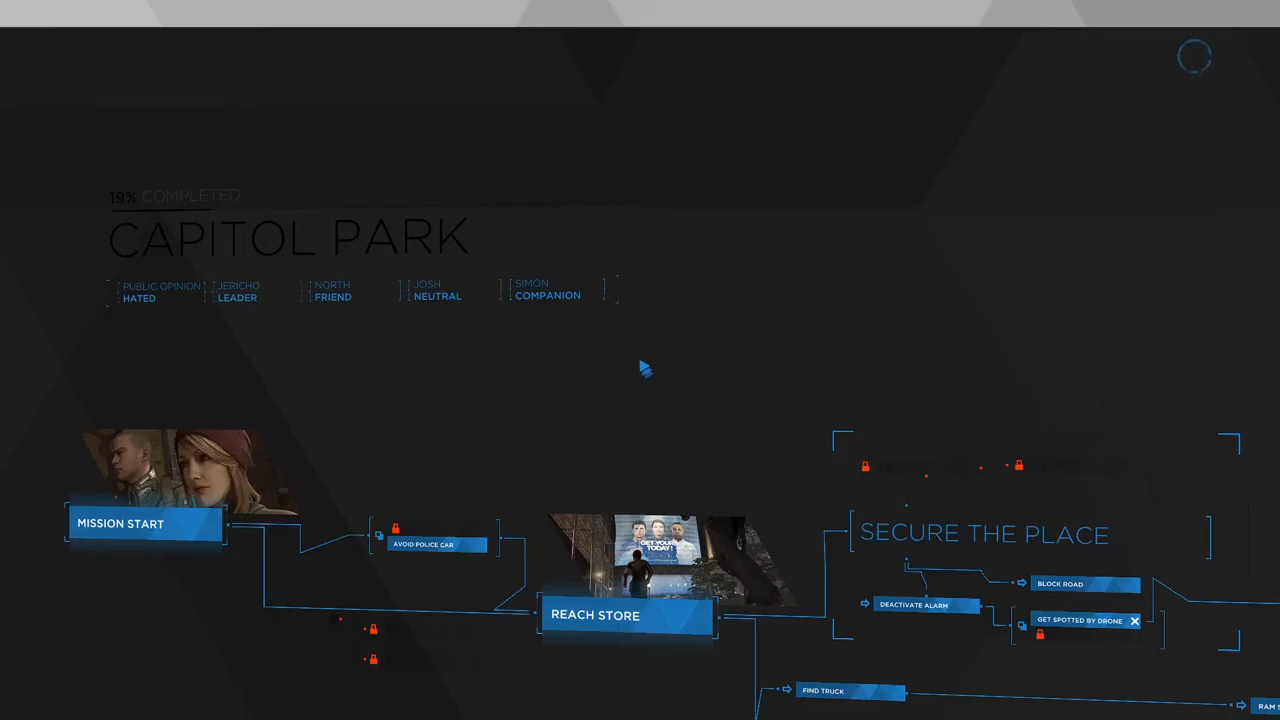 19% COMPLETED
CAPITOL PARK
PUBLIC OPINION
HATED
JERICHO
LEADER
NORTH
FRIEND
JOSH
NEUTRAL
SIMON
COMPANION
MISSION START
AVOID POLICE CAR
GET YOURS
TODAY!
REACH STORE
SECURE THE PLACE
BLOCK ROAD
DEACTIVATE ALARM
GET SPOTTED BY DRONE
FIND TRUCK
RAM